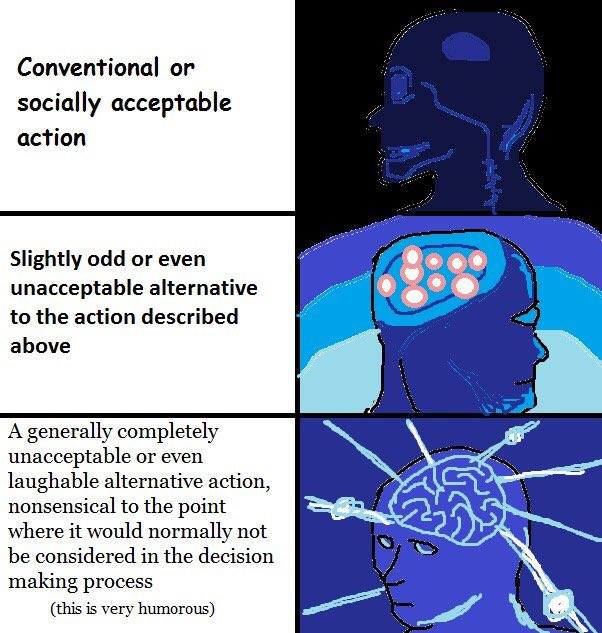 Conventional or
socially acceptable
action
Slightly odd or even
unacceptable alternative
to the action described
above
A generally completely
unacceptable or even
laughable alternative action,
nonsensical to the point
where it would normally not
be considered in the decision
making process
(this is very humorous)